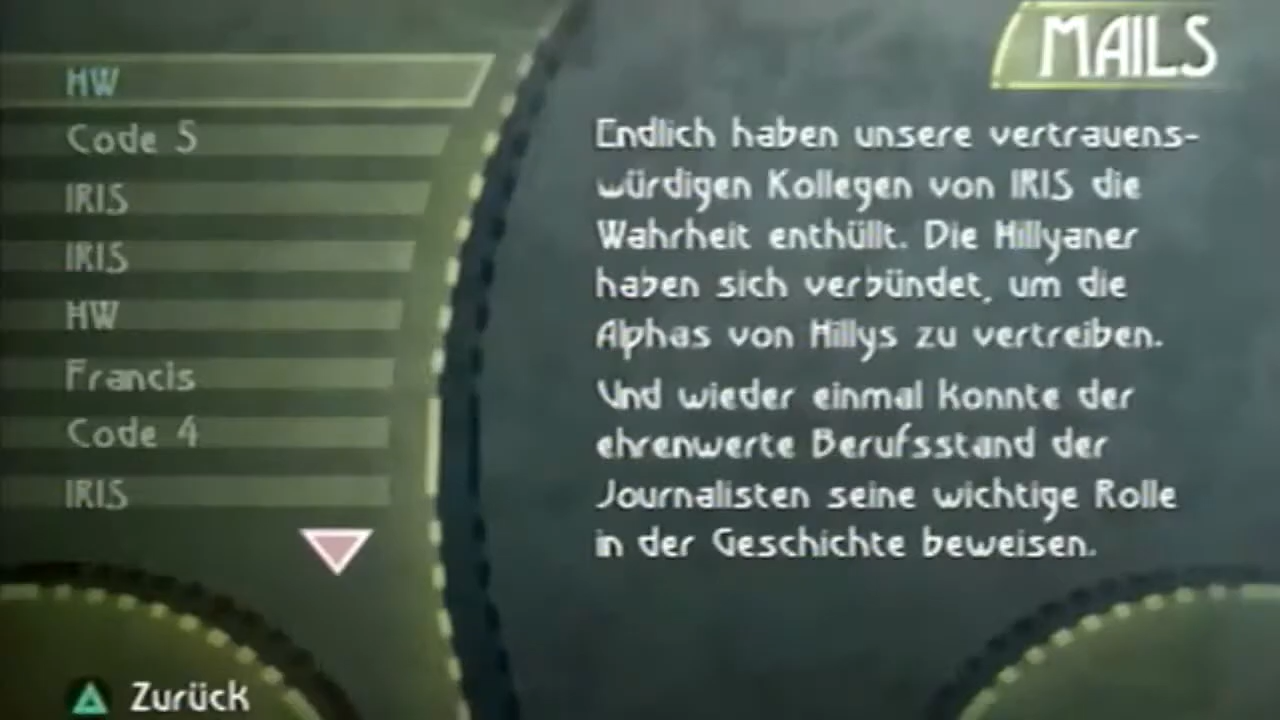 MAILS
HW
Code 5
IRIS
IRIS
HW
Francis
Code 4
IRIS
Endlich haben unsere vertrauens-
würdigen Kollegen von IRIS die
Wahrheit enthüllt. Die Hillyaner
haben sich verbündet, um die
Alphas von Hillys zu vertreiben.
Und wieder einmal konnte der
ehrenwerte Berufsstand der
Journalisten seine wichtige Rolle
in der Geschichte beweisen.
Zurück